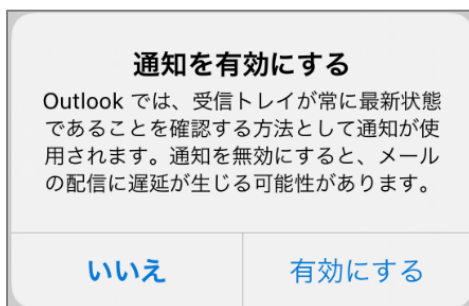 通知を有効にする
Outlook では、受信トレイが常に最新状態
であることを確認する方法として通知が使
用されます。通知を無効にすると、メール
の配信に遅延が生じる可能性があります。
いいえ
有効にする